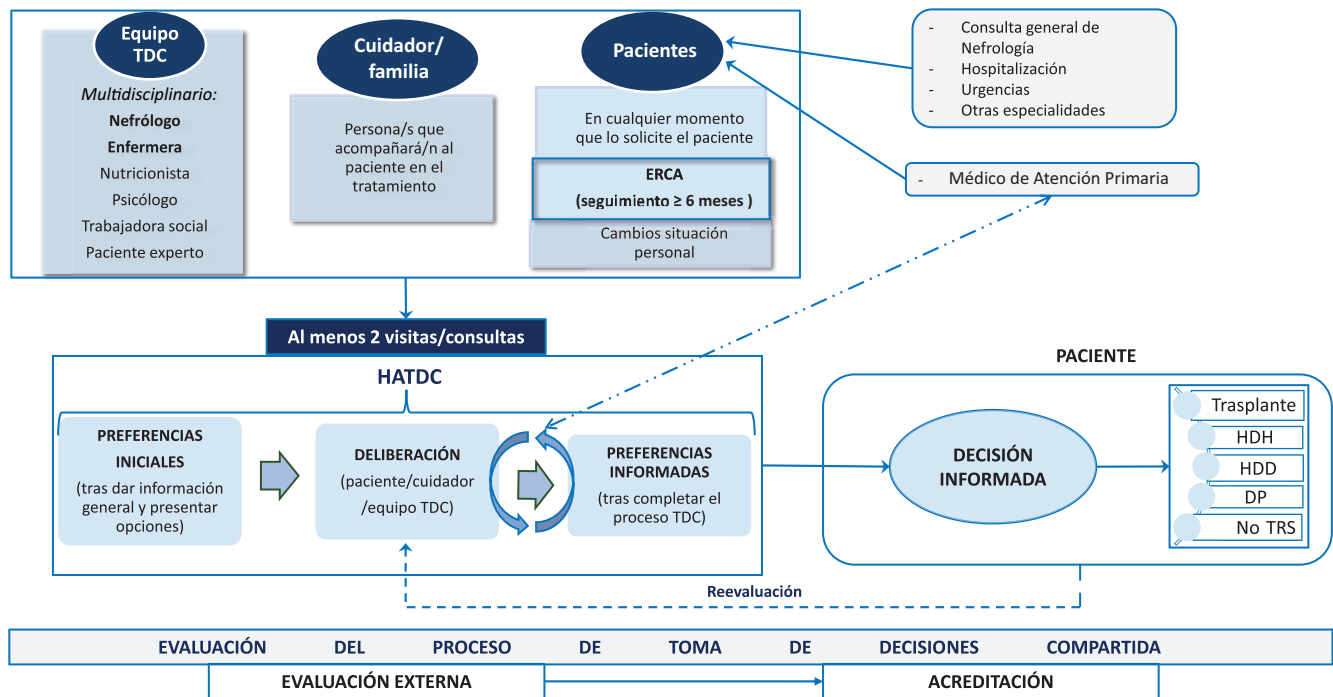 Equipo
TDC
Multidisciplinario:
Nefrólogo
Enfermera
Nutricionista
Psicólogo
Trabajadora social
Paciente experto
Cuidador/
familia
Persona/s que
acompañará/n al
paciente en el
tratamiento
Pacientes
En cualquier momento
que lo solicite el paciente
ERCA
(seguimiento ≥ 6 meses )
Cambios situación
personal
- Consulta general de
Nefrología
- Hospitalización
- Urgencias
- Otras especialidades
- Médico de Atención Primaria
Al menos 2 visitas/consultas
HATDC
PREFERENCIAS
INICIALES
(tras dar información
general y presentar
opciones)
DELIBERACIÓN
(paciente/cuidador
/equipo TDC)
PREFERENCIAS
INFORMADAS
(tras completar el
proceso TDC)
PACIENTE
DECISIÓN
INFORMADA
Trasplante
HDH
HDD
DP
No TRS
Reevaluación
EVALUACIÓN DEL PROCESO DE TOMA DE DECISIONES COMPARTIDA
EVALUACIÓN EXTERNA
ACREDITACIÓN